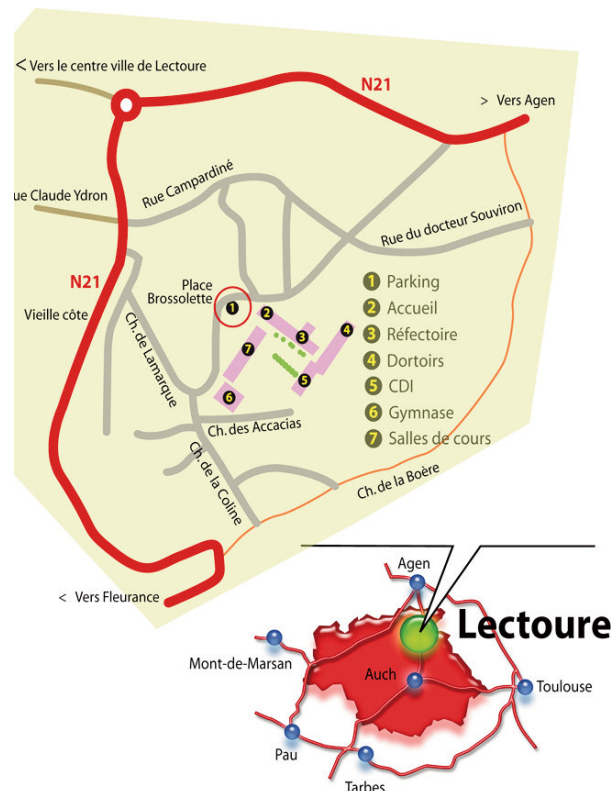 < Vers le centre ville de Lectoure
N21
> Vers Agen
Rue Campardiné
ue Claude Ydron
Rue du docteur Souviron
N21
Place
Brossolette
Vieille côte
Ch. de Lamarque
1
2
3
4
5
6
7
1 Parking
2 Accueil
3 Réfectoire
4 Dortoirs
5 CDI
6 Gymnase
7 Salles de cours
Ch. des Accacias
Ch. de la Coline
Ch. de la Boère
< Vers Fleurance
Agen
Lectoure
Mont-de-Marsan
Auch
Toulouse
Pau
Tarbes